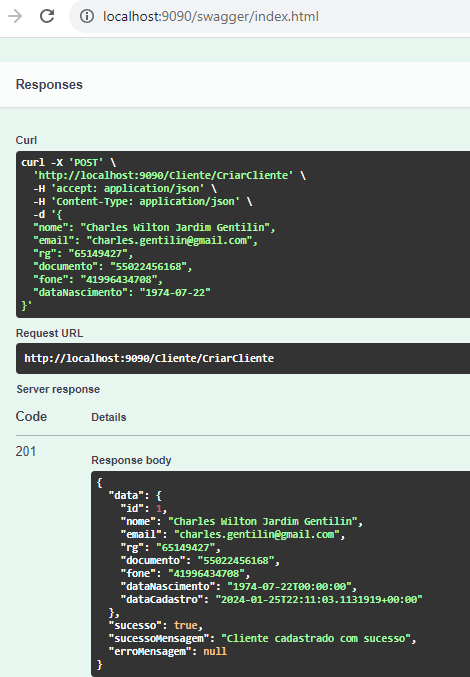 localhost:9090/swagger/index.html
Responses
Curl
curl -X 'POST' \
  'http://localhost:9090/Cliente/CriarCliente' \
  -H 'accept: application/json' \
  -H 'Content-Type: application/json' \
  -d '{
  "nome": "Charles Wilton Jardim Gentilin",
  "email": "charles.gentilin@gmail.com",
  "rg": "65149427",
  "documento": "55022456168",
  "fone": "41996434708",
  "dataNascimento": "1974-07-22"
}'
Request URL
http://localhost:9090/Cliente/CriarCliente
Server response
Code Details
201
Response body
{
  "data": {
    "id": 1,
    "nome": "Charles Wilton Jardim Gentilin",
    "email": "charles.gentilin@gmail.com",
    "rg": "65149427",
    "documento": "55022456168",
    "fone": "41996434708",
    "dataNascimento": "1974-07-22T00:00:00",
    "dataCadastro": "2024-01-25T22:11:03.1131919+00:00"
  },
  "sucesso": true,
  "sucessoMensagem": "Cliente cadastrado com sucesso",
  "erroMensagem": null
}